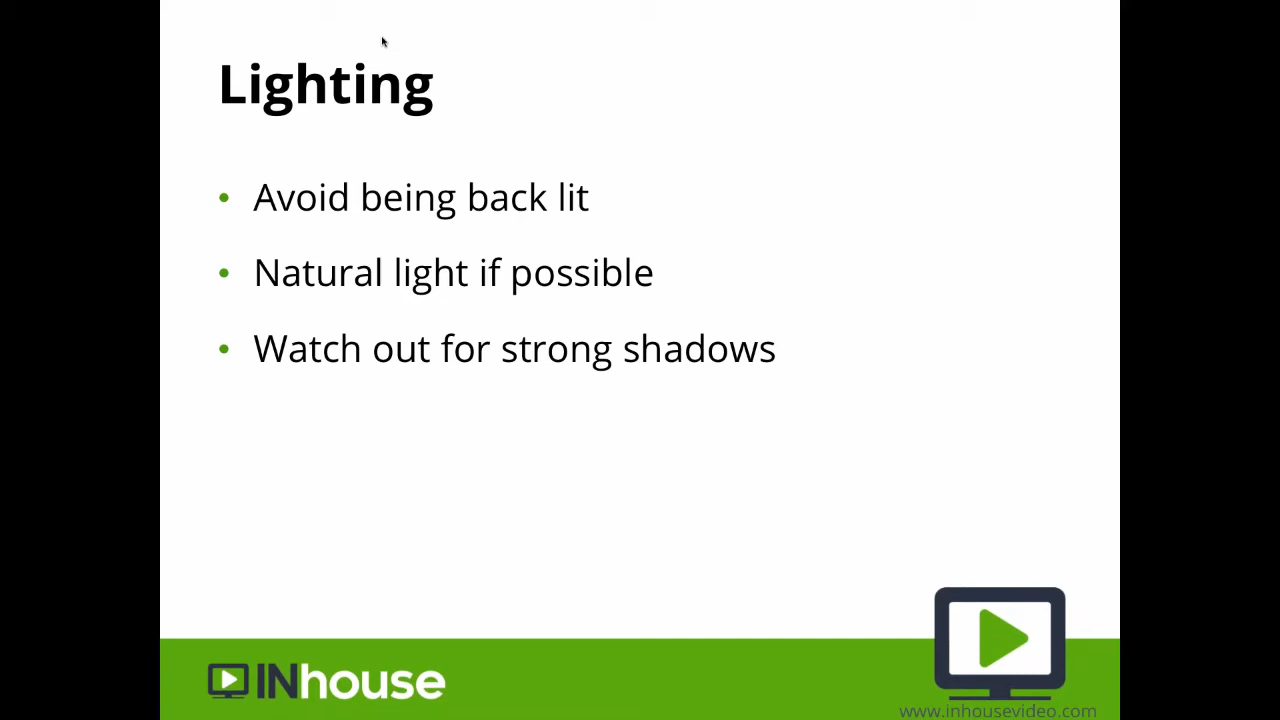 Lighting
• Avoid being back lit
• Natural light if possible
• Watch out for strong shadows
INhouse
www.inhousevideo.com